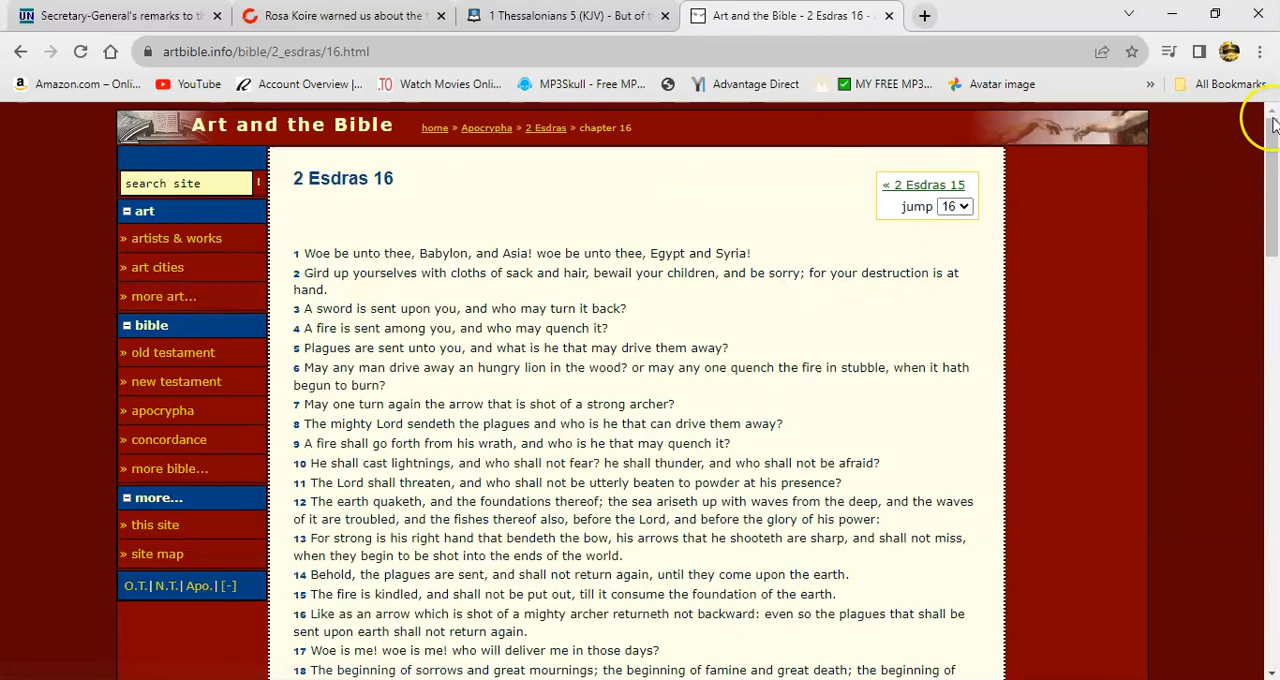 Secretary-General's remarks to th
Rosa Koire warned us about the
1 Thessalonians 5 (KJV) - But of t
Art and the Bible - 2 Esdras 16 -
artbible.info/bible/2_esdras/16.html
Amazon.com – Onli...
YouTube
Account Overview |...
Watch Movies Onli...
MP3Skull - Free MP...
Advantage Direct
MY FREE MP3...
Avatar image
»
All Bookmarks
Art and the Bible
home » Apocrypha » 2 Esdras » chapter 16
search site !
art
» artists & works
» art cities
» more art...
bible
» old testament
» new testament
» apocrypha
» concordance
» more bible...
more...
» this site
» site map
O.T.|N.T.|Apo.|[-]
2 Esdras 16
« 2 Esdras 15
jump 16
1 Woe be unto thee, Babylon, and Asia! woe be unto thee, Egypt and Syria!
2 Gird up yourselves with cloths of sack and hair, bewail your children, and be sorry; for your destruction is at
hand.
3 A sword is sent upon you, and who may turn it back?
4 A fire is sent among you, and who may quench it?
5 Plagues are sent unto you, and what is he that may drive them away?
6 May any man drive away an hungry lion in the wood? or may any one quench the fire in stubble, when it hath
begun to burn?
7 May one turn again the arrow that is shot of a strong archer?
8 The mighty Lord sendeth the plagues and who is he that can drive them away?
9 A fire shall go forth from his wrath, and who is he that may quench it?
10 He shall cast lightnings, and who shall not fear? he shall thunder, and who shall not be afraid?
11 The Lord shall threaten, and who shall not be utterly beaten to powder at his presence?
12 The earth quaketh, and the foundations thereof; the sea ariseth up with waves from the deep, and the waves
of it are troubled, and the fishes thereof also, before the Lord, and before the glory of his power:
13 For strong is his right hand that bendeth the bow, his arrows that he shooteth are sharp, and shall not miss,
when they begin to be shot into the ends of the world.
14 Behold, the plagues are sent, and shall not return again, until they come upon the earth.
15 The fire is kindled, and shall not be put out, till it consume the foundation of the earth.
16 Like as an arrow which is shot of a mighty archer returneth not backward: even so the plagues that shall be
sent upon earth shall not return again.
17 Woe is me! woe is me! who will deliver me in those days?
18 The beginning of sorrows and great mournings; the beginning of famine and great death; the beginning of